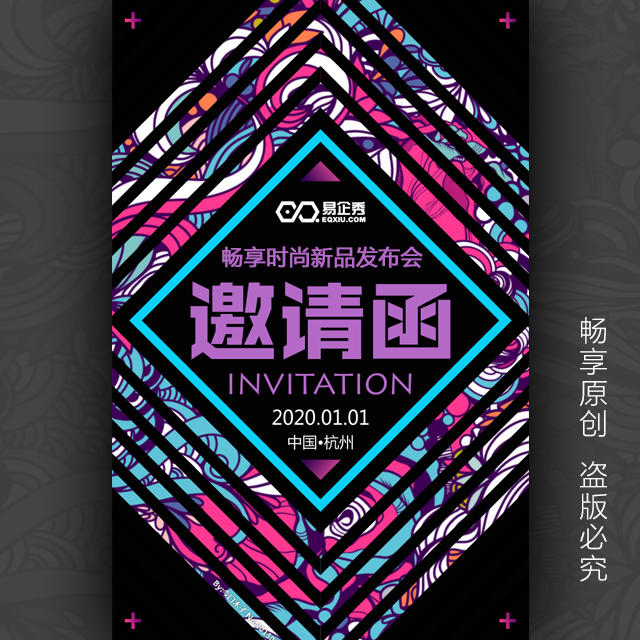 易企秀
EQXIU.COM
畅享时尚新品发布会
邀请函
INVITATION
2020.01.01
中国•杭州
畅享原创 盗版必究